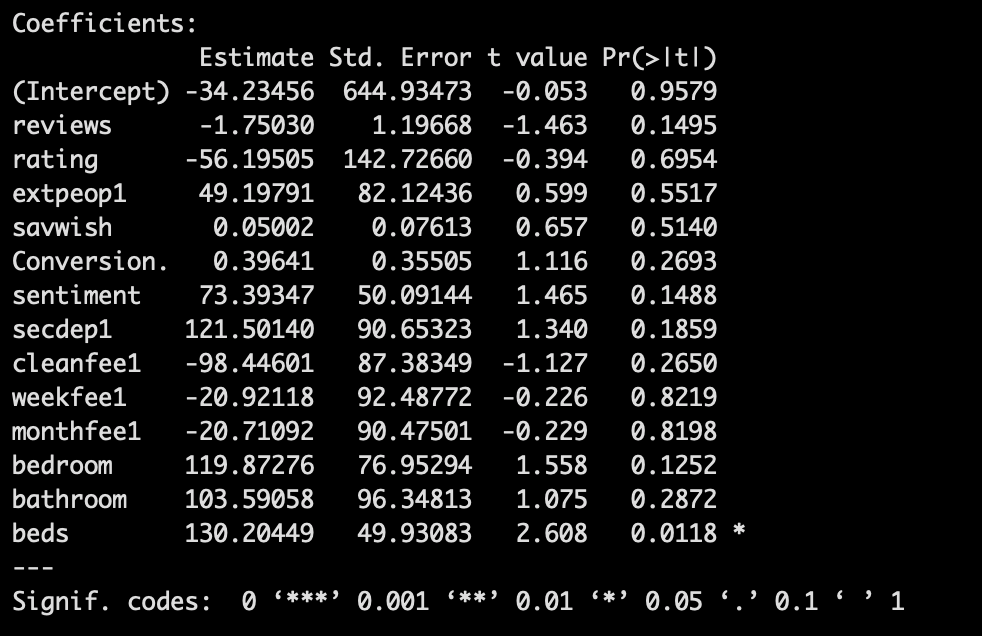 Coefficients:
Estimate Std. Error t value Pr(>|t|)
(Intercept) -34.23456 644.93473 -0.053 0.9579
reviews -1.75030 1.19668 -1.463 0.1495
rating -56.19505 142.72660 -0.394 0.6954
extpeop1 49.19791 82.12436 0.599 0.5517
savwish 0.05002 0.07613 0.657 0.5140
Conversion. 0.39641 0.35505 1.116 0.2693
sentiment 73.39347 50.09144 1.465 0.1488
secdep1 121.50140 90.65323 1.340 0.1859
cleanfee1 -98.44601 87.38349 -1.127 0.2650
weekfee1 -20.92118 92.48772 -0.226 0.8219
monthfee1 -20.71092 90.47501 -0.229 0.8198
bedroom 119.87276 76.95294 1.558 0.1252
bathroom 103.59058 96.34813 1.075 0.2872
beds 130.20449 49.93083 2.608 0.0118 *
---
Signif. codes: 0 ‘***’ 0.001 ‘**’ 0.01 ‘*’ 0.05 ‘.’ 0.1 ‘ ’ 1